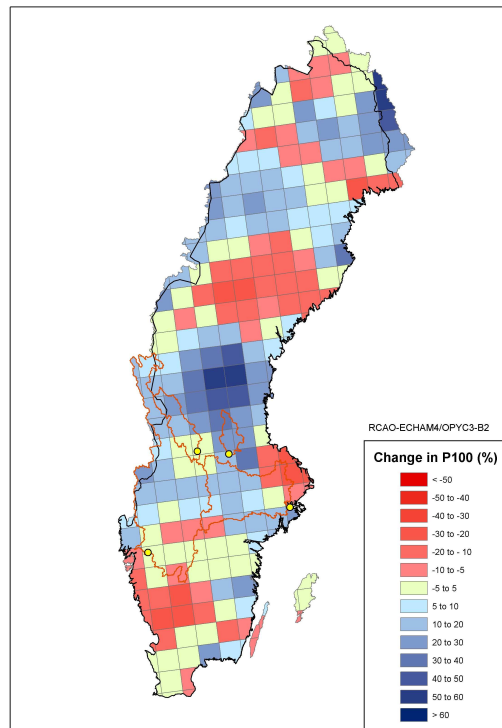 RCAO-ECHAM4/OPYC3-B2
Change in P100 (%)
< -50
-50 to -40
-40 to -30
-30 to -20
-20 to - 10
-10 to -5
-5 to 5
5 to 10
10 to 20
20 to 30
30 to 40
40 to 50
50 to 60
> 60